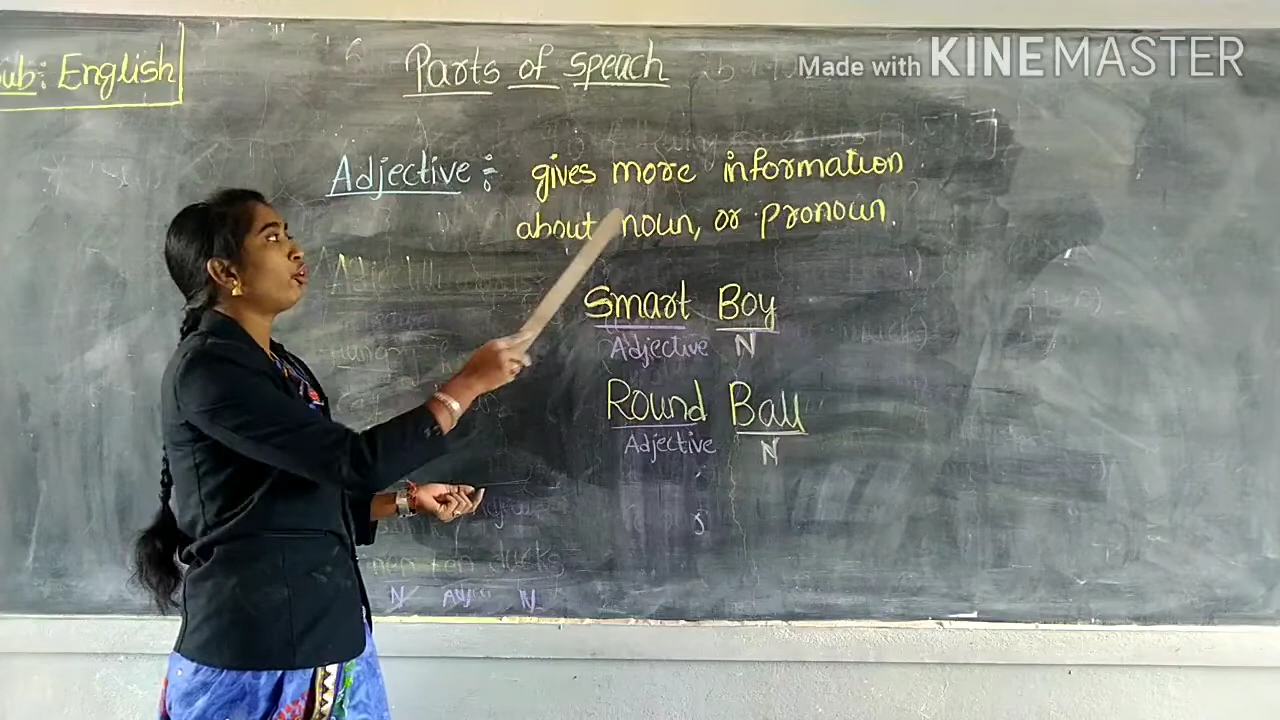 ub: English
Parts of speach
Made with KINEMASTER
Adjective : gives more information
about noun, or pronoun.
Smart Boy
Adjective N
Round Ball
Adjective N
N N